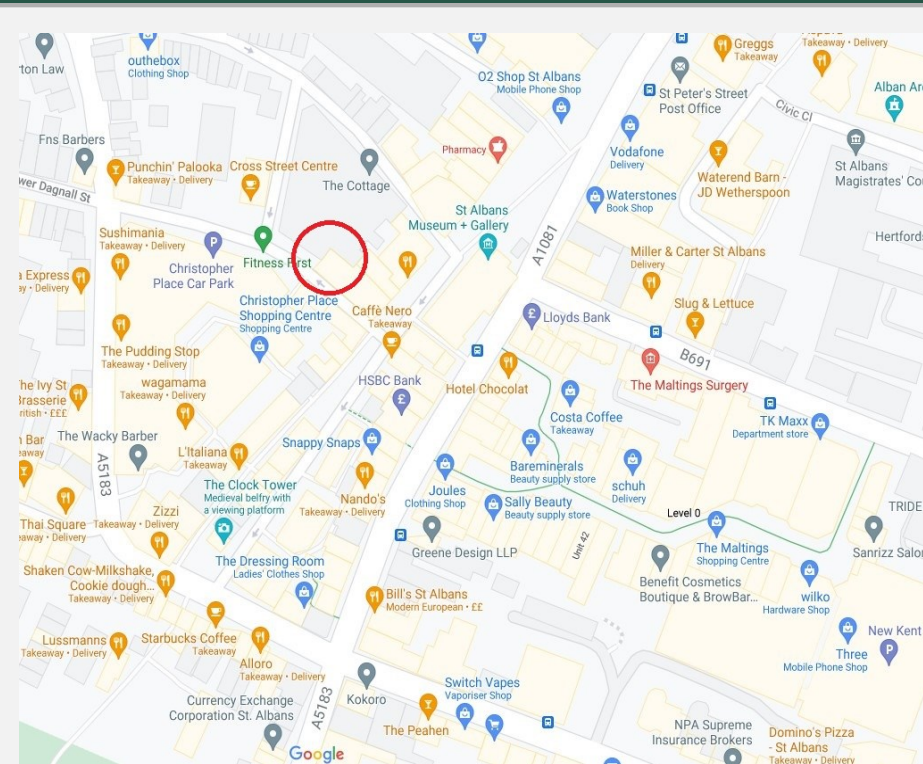 rton Law
outhebox
Clothing Shop
O2 Shop St Albans
Mobile Phone Shop
Greggs
Takeaway
Takeaway • Delivery
St Peter's Street
Post Office
Civic Cl
Fns Barbers
Punchin' Palooka
Takeaway • Delivery
Cross Street Centre
The Cottage
Pharmacy
Vodafone
Delivery
Waterend Barn -
JD Wetherspoon
St Albans
Magistrates' Co
wer Dagnall St
Waterstones
Book Shop
St Albans
Museum + Gallery
A1081
Sushimania
Takeaway • Delivery
P
Christopher
Place Car Park
Fitness First
Miller & Carter St Albans
Delivery
Hertford
a Express
ay • Delivery
Christopher Place
Shopping Centre
Shopping Centre
Caffè Nero
Takeaway
£
Lloyds Bank
Slug & Lettuce
The Pudding Stop
Takeaway • Delivery
B691
The Maltings Surgery
HSBC Bank
£
Hotel Chocolat
he Ivy St
Brasserie
ritish • £££
wagamama
Takeaway • Delivery
Costa Coffee
Takeaway
TK Maxx
Department store
The Wacky Barber
L'Italiana
Takeaway
Snappy Snaps
Bareminerals
Beauty supply store
schuh
Delivery
n Bar
eaway
A5183
The Clock Tower
Medieval belfry with
a viewing platform
Nando's
Takeaway • Delivery
Joules
Clothing Shop
Sally Beauty
Beauty supply store
Level 0
Thai Square
eaway • Delivery
Zizzi
Takeaway • Delivery
Unit 42
TRIDE
Greene Design LLP
The Maltings
Shopping Centre
Sanrizz Salo
The Dressing Room
Ladies' Clothes Shop
Shaken Cow-Milkshake,
Cookie dough...
Takeaway • Delivery
Benefit Cosmetics
Boutique & BrowBar...
wilko
Hardware Shop
Bill's St Albans
Modern European • ££
Lussmanns
Takeaway • Delivery
Starbucks Coffee
Takeaway
Alloro
Takeaway • Delivery
Three
Mobile Phone Shop
New Kent
P
Currency Exchange
Corporation St. Albans
A5183
Kokoro
Switch Vapes
Vaporiser Shop
The Peahen
NPA Supreme
Insurance Brokers
Domino's Pizza
- St Albans
Takeaway • Delivery
Google